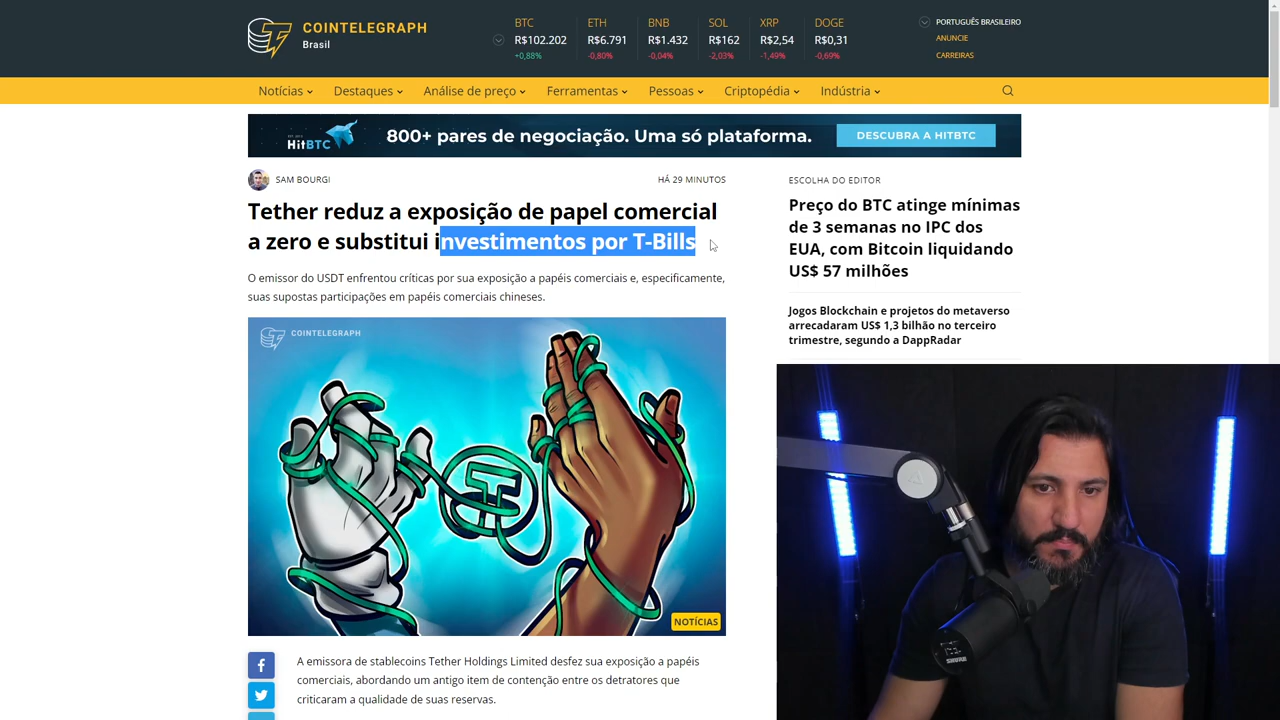 COINTELEGRAPH
Brasil
BTC
R$102.202
+0,88%
ETH
R$6.791
-0,80%
BNB
R$1.432
-0,04%
SOL
R$162
-2,03%
XRP
R$2,54
-1,49%
DOGE
R$0,31
-0,69%
PORTUGUÊS BRASILEIRO
ANUNCIE
CARREIRAS
Notícias
Destaques
Análise de preço
Ferramentas
Pessoas
Criptopédia
Indústria
HitBTC
800+ pares de negociação. Uma só plataforma.
DESCUBRA A HITBTC
SAM BOURGI
HÁ 29 MINUTOS
Tether reduz a exposição de papel comercial
a zero e substitui investimentos por T-Bills
O emissor do USDT enfrentou críticas por sua exposição a papéis comerciais e, especificamente,
suas supostas participações em papéis comerciais chineses.
COINTELEGRAPH
NOTÍCIAS
A emissora de stablecoins Tether Holdings Limited desfez sua exposição a papéis
comerciais, abordando um antigo item de contenção entre os detratores que
criticaram a qualidade de suas reservas.
ESCOLHA DO EDITOR
Preço do BTC atinge mínimas
de 3 semanas no IPC dos
EUA, com Bitcoin liquidando
US$ 57 milhões
Jogos Blockchain e projetos do metaverso
arrecadaram US$ 1,3 bilhão no terceiro
trimestre, segundo a DappRadar
SHURE